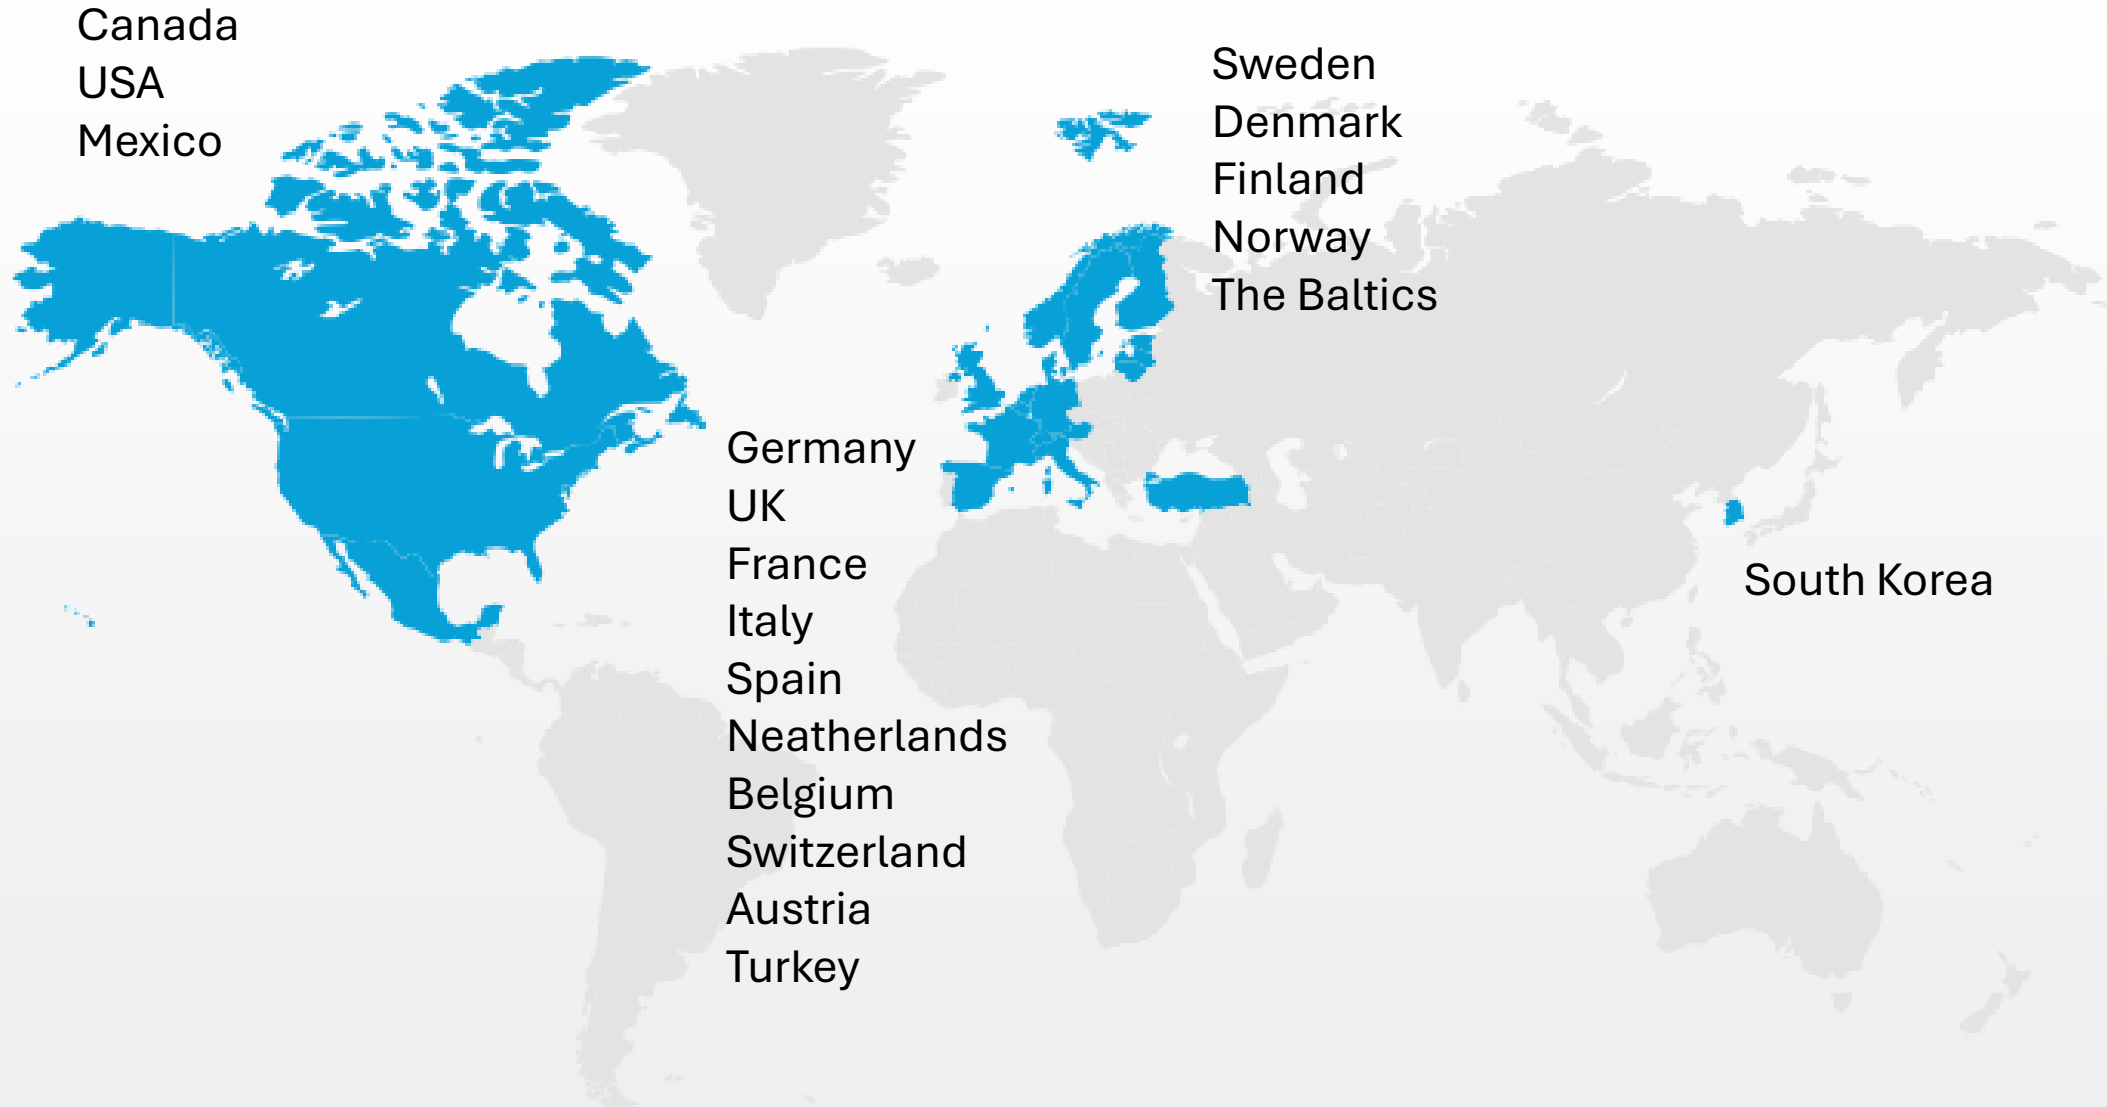 Canada
USA
Mexico
Sweden
Denmark
Finland
Norway
The Baltics
Germany
UK
France
Italy
Spain
Neatherlands
Belgium
Switzerland
Austria
Turkey
South Korea